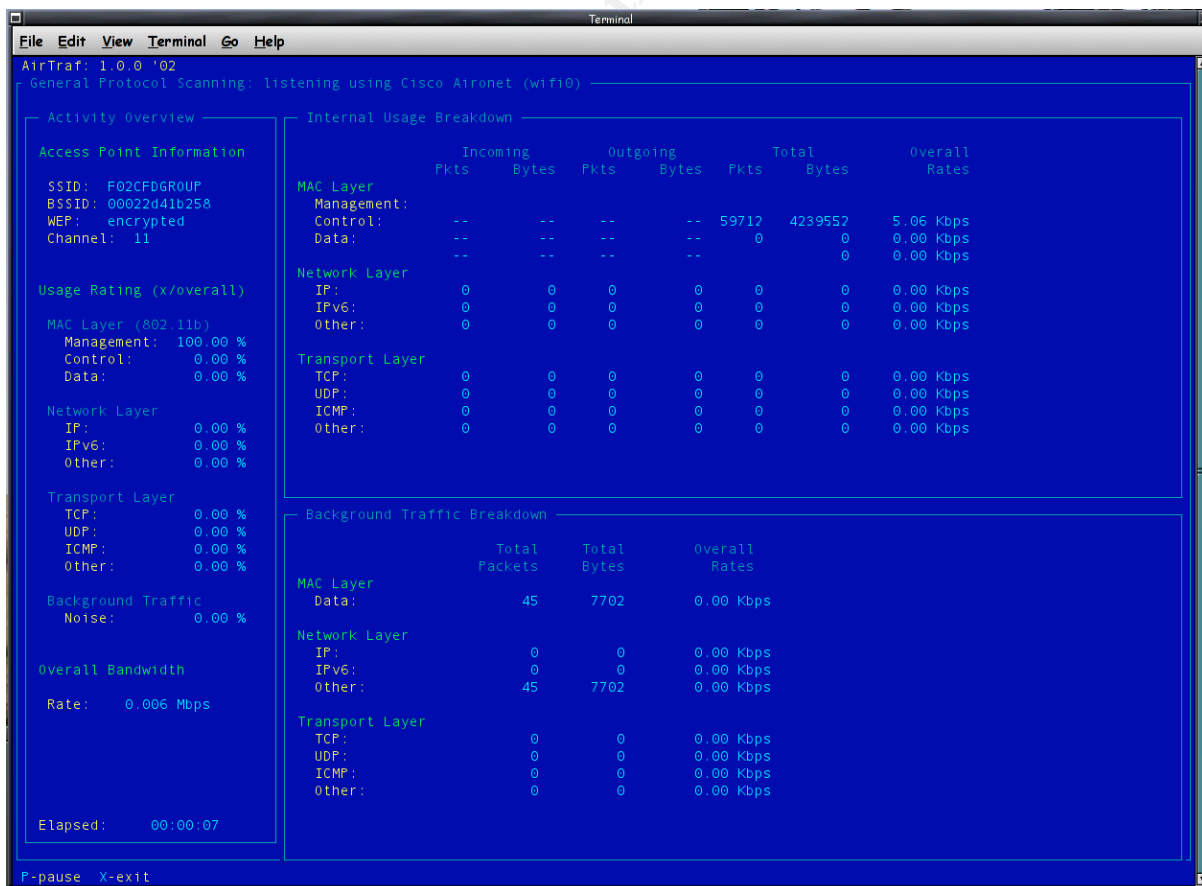 Terminal
File Edit View Terminal Go Help
AirTraf: 1.0.0 '02
General Protocol Scanning: listening using Cisco Aironet (wifi0)
Activity Overview
Access Point Information
SSID: F02CFDGROUP
BSSID: 00022d41b258
WEP: encrypted
Channel: 11
Usage Rating (x/overall)
MAC Layer (802.11b)
Management: 100.00 %
Control: 0.00 %
Data: 0.00 %
Network Layer
IP: 0.00 %
IPv6: 0.00 %
Other: 0.00 %
Transport Layer
TCP: 0.00 %
UDP: 0.00 %
ICMP: 0.00 %
Other: 0.00 %
Background Traffic
Noise: 0.00 %
Overall Bandwidth
Rate: 0.006 Mbps
Elapsed: 00:00:07
Internal Usage Breakdown
Incoming Outgoing Total Overall
Pkts Bytes Pkts Bytes Pkts Bytes Rates
MAC Layer
Management:
Control: -- -- -- -- 59712 4239552 5.06 Kbps
Data: -- -- -- -- 0 0 0.00 Kbps
-- -- -- -- 0 0.00 Kbps
Network Layer
IP: 0 0 0 0 0 0 0.00 Kbps
IPv6: 0 0 0 0 0 0 0.00 Kbps
Other: 0 0 0 0 0 0 0.00 Kbps
Transport Layer
TCP: 0 0 0 0 0 0 0.00 Kbps
UDP: 0 0 0 0 0 0 0.00 Kbps
ICMP: 0 0 0 0 0 0 0.00 Kbps
Other: 0 0 0 0 0 0 0.00 Kbps
Background Traffic Breakdown
Total Total Overall
Packets Bytes Rates
MAC Layer
Data: 45 7702 0.00 Kbps
Network Layer
IP: 0 0 0.00 Kbps
IPv6: 0 0 0.00 Kbps
Other: 45 7702 0.00 Kbps
Transport Layer
TCP: 0 0 0.00 Kbps
UDP: 0 0 0.00 Kbps
ICMP: 0 0 0.00 Kbps
Other: 0 0 0.00 Kbps
P-pause X-exit